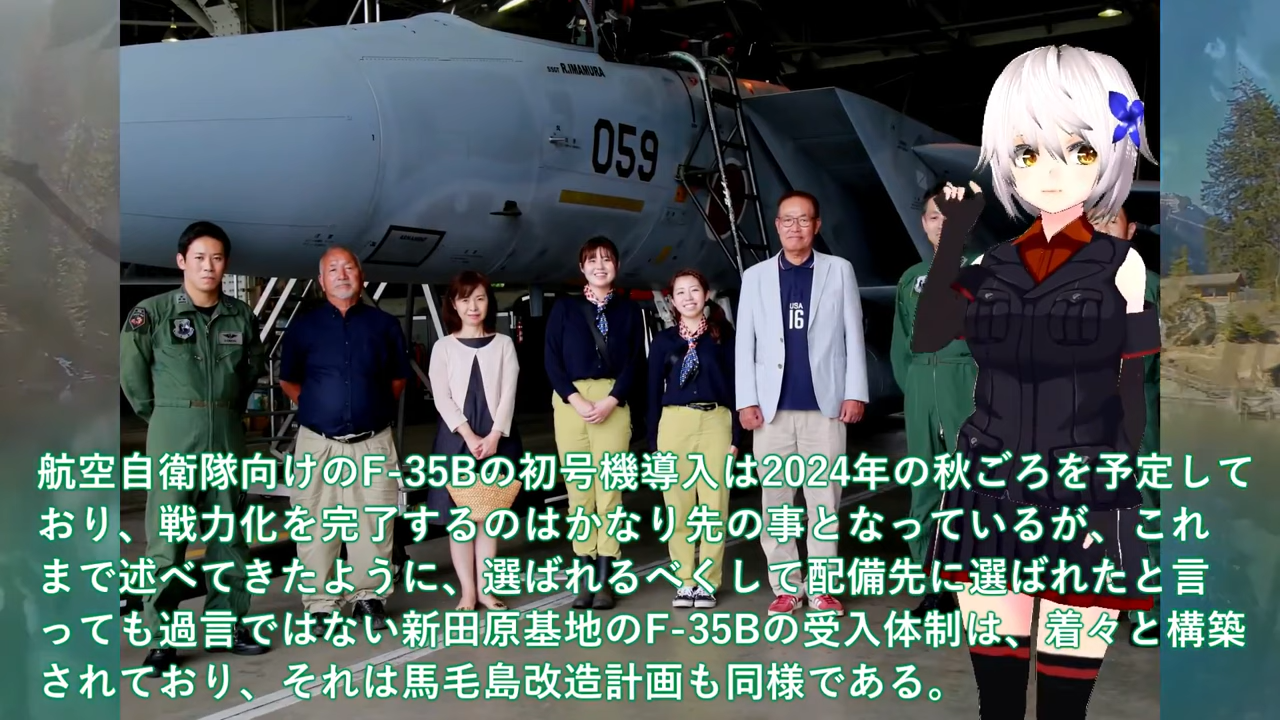 SSGT R.IMAMURA
059
USA
16
航空自衛隊向けのF-35Bの初号機導入は2024年の秋ごろを予定して
おり、戦力化を完了するのはかなり先の事となっているが、これ
まで述べてきたように、選ばれるべくして配備先に選ばれたと言
っても過言ではない新田原基地のF-35Bの受入体制は、着々と構築
されており、それは馬毛島改造計画も同様である。